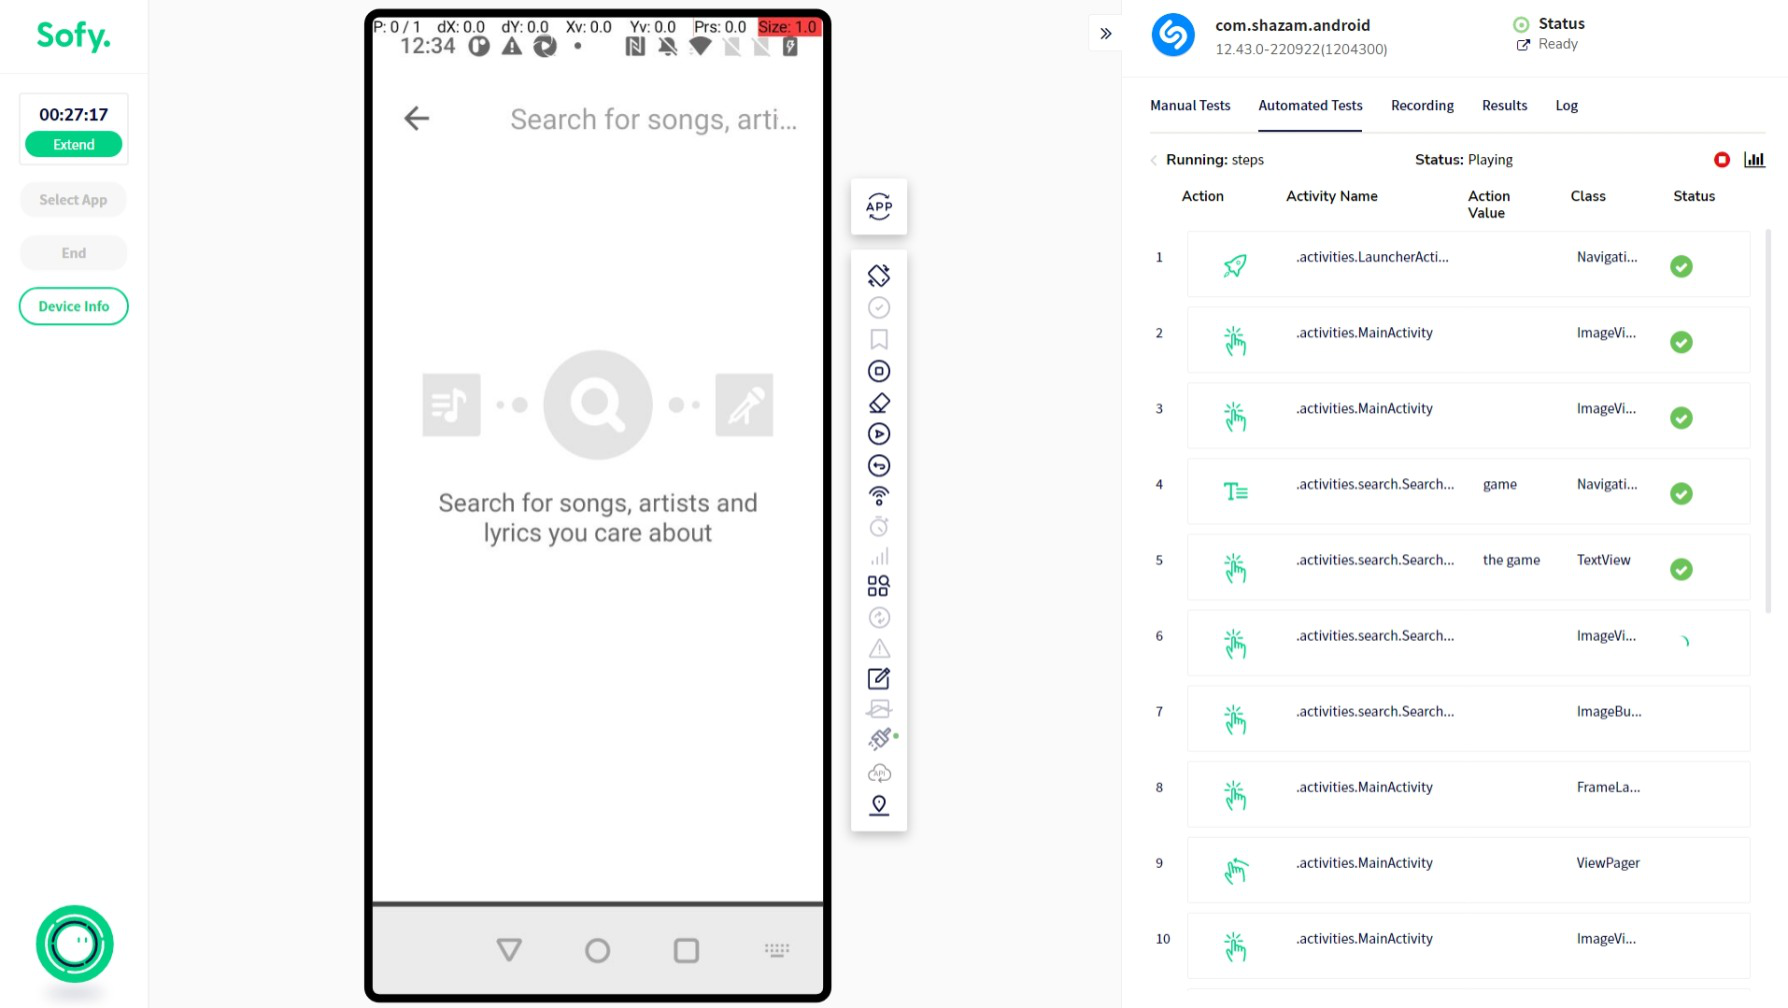 Sofy.
00:27:17
Extend
Select App
End
Device Info
P: 0 / 1 dX: 0.0 dY: 0.0 Xv: 0.0 Yv: 0.0 Prs: 0.0 Size: 1.0
12:34
Search for songs, arti...
Search for songs, artists and
lyrics you care about
APP
API
com.shazam.android
12.43.0-220922(1204300)
Status
Ready
Manual Tests Automated Tests Recording Results Log
Running: steps Status: Playing
Action Activity Name Action Value Class Status
1 .activities.LauncherActi... Navigati...
2 .activities.MainActivity ImageVi...
3 .activities.MainActivity ImageVi...
4 .activities.search.Search... game Navigati...
5 .activities.search.Search... the game TextView
6 .activities.search.Search... ImageVi...
7 .activities.search.Search... ImageBu...
8 .activities.MainActivity FrameLa...
9 .activities.MainActivity ViewPager
10 .activities.MainActivity ImageVi...